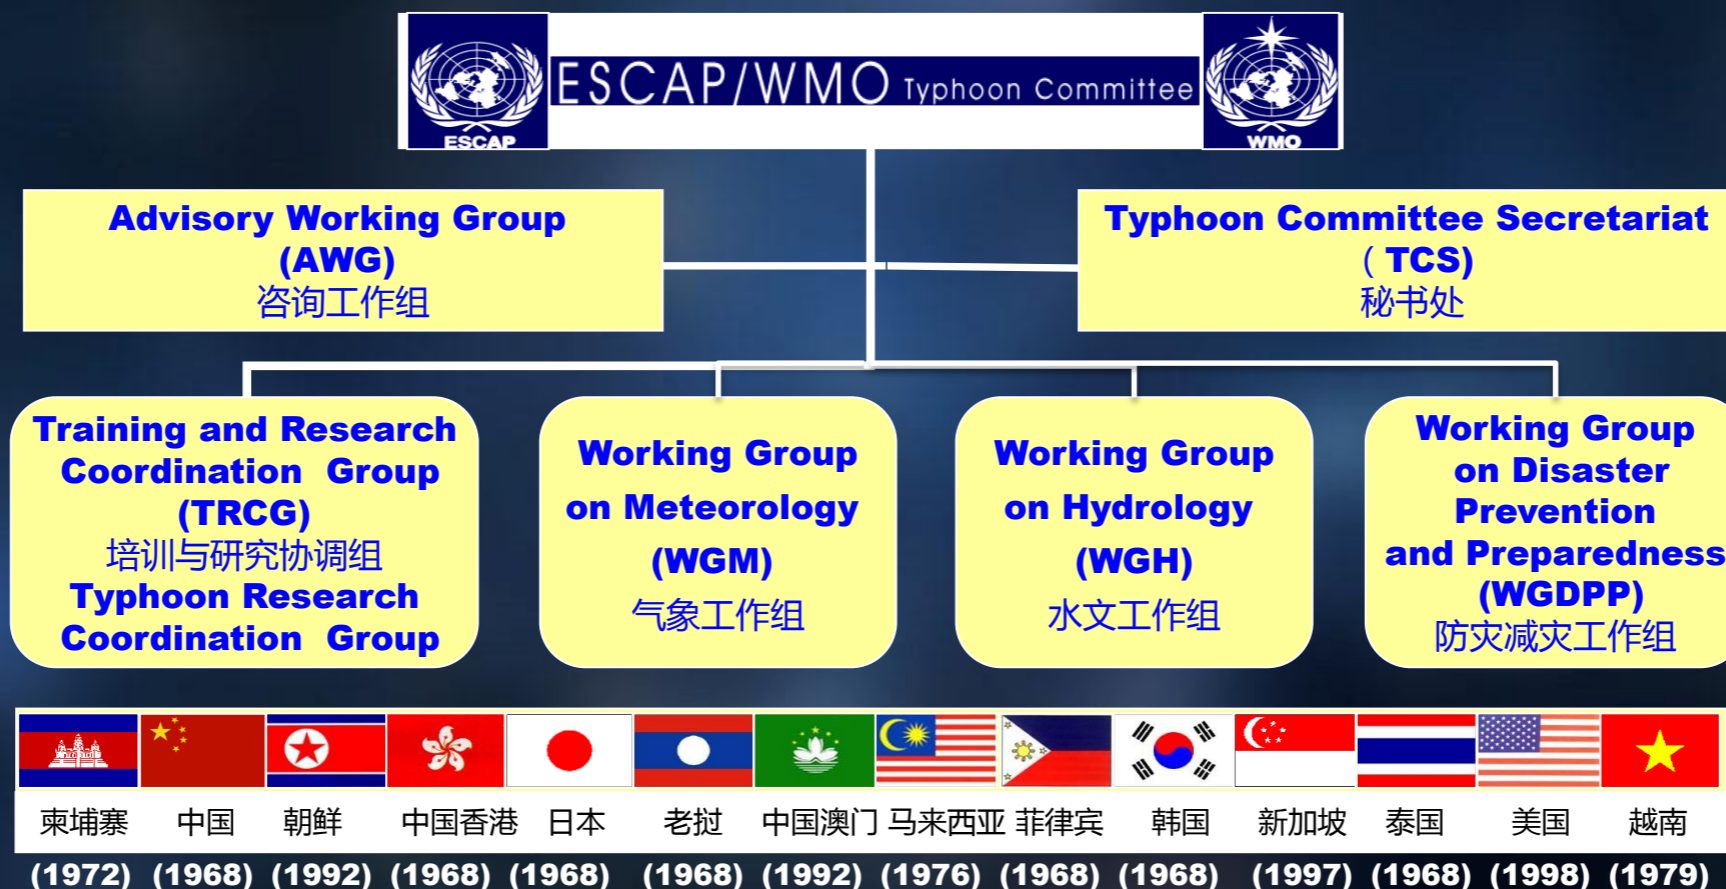 ESCAP/WMO Typhoon Committee
ESCAP
WMO
Advisory Working Group
(AWG)
咨询工作组
Typhoon Committee Secretariat
（ TCS)
秘书处
Training and Research
Coordination Group
(TRCG)
培训与研究协调组
Typhoon Research
Coordination Group
Working Group
on Meteorology
(WGM)
气象工作组
Working Group
on Hydrology
(WGH)
水文工作组
Working Group
on Disaster
Prevention
and Preparedness
(WGDPP)
防灾减灾工作组
柬埔寨 中国 朝鲜 中国香港 日本 老挝 中国澳门 马来西亚 菲律宾 韩国 新加坡 泰国 美国 越南
(1972) (1968) (1992) (1968) (1968) (1968) (1992) (1976) (1968) (1968) (1997) (1968) (1998) (1979)